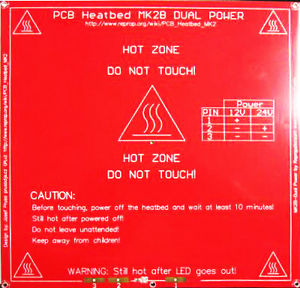 PCB Heatbed MK2B DUAL POWER
http://www.reprap.org/wiki/PCB_Heatbed_MK2
HOT ZONE
DO NOT TOUCH!
Power
PIN 12V 24V
1 + +
2 -
3 -
HOT ZONE
DO NOT TOUCH!
CAUTION:
Before touching, power off the heatbed and wait at least 10 minutes!
Still hot after powered off!
Do not leave unattended!
Keep away from children!
WARNING: Still hot after LED goes out!